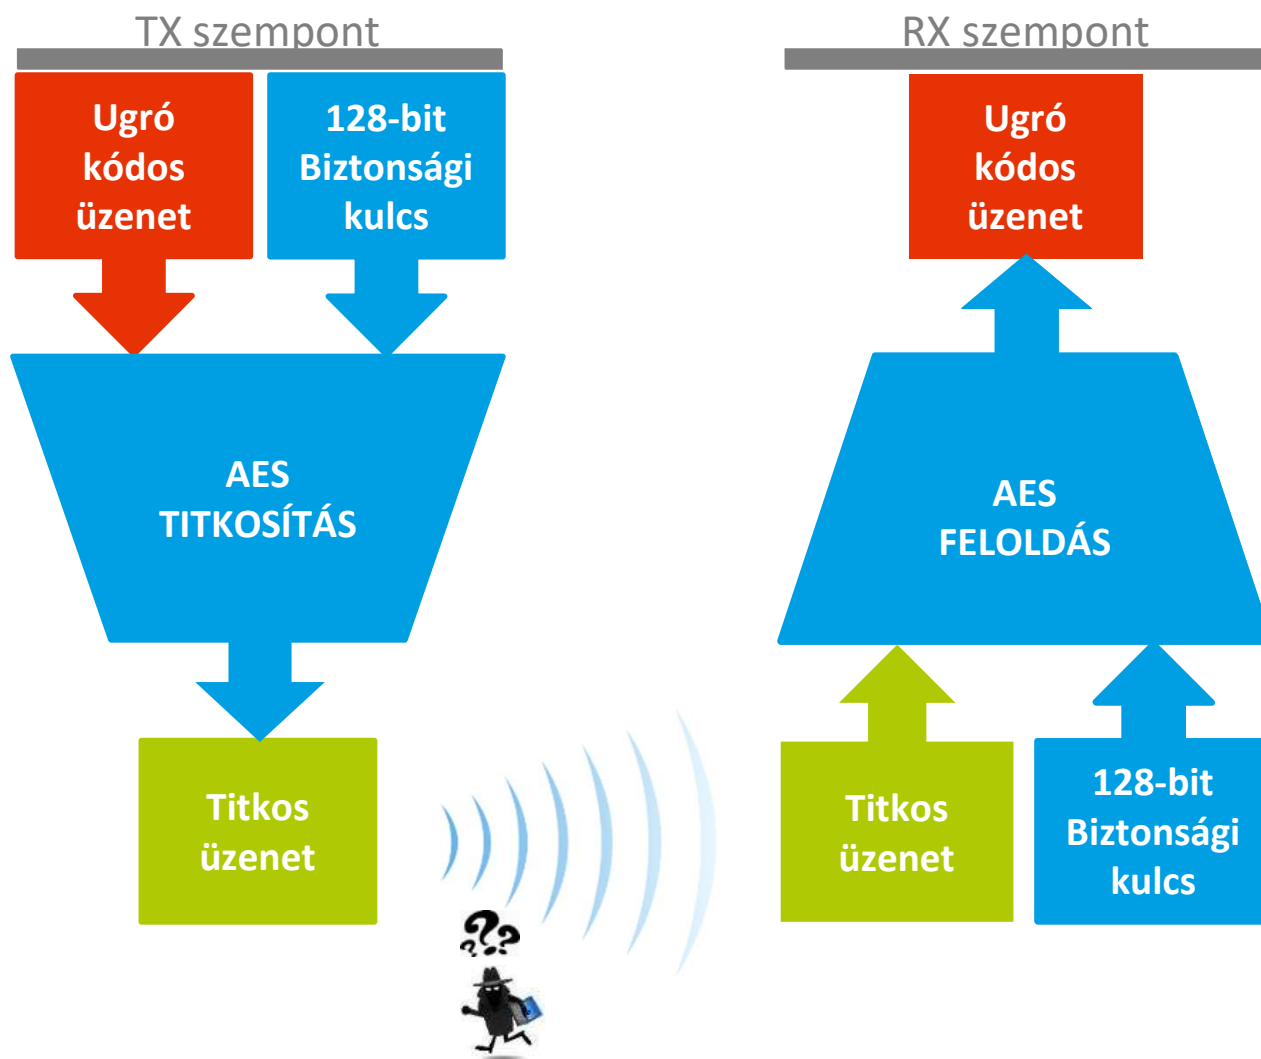 TX szempont
RX szempont
Ugró
kódos
üzenet
128-bit
Biztonsági
kulcs
Ugró
kódos
üzenet
AES
TITKOSÍTÁS
AES
FELOLDÁS
Titkos
üzenet
Titkos
üzenet
128-bit
Biztonsági
kulcs
???